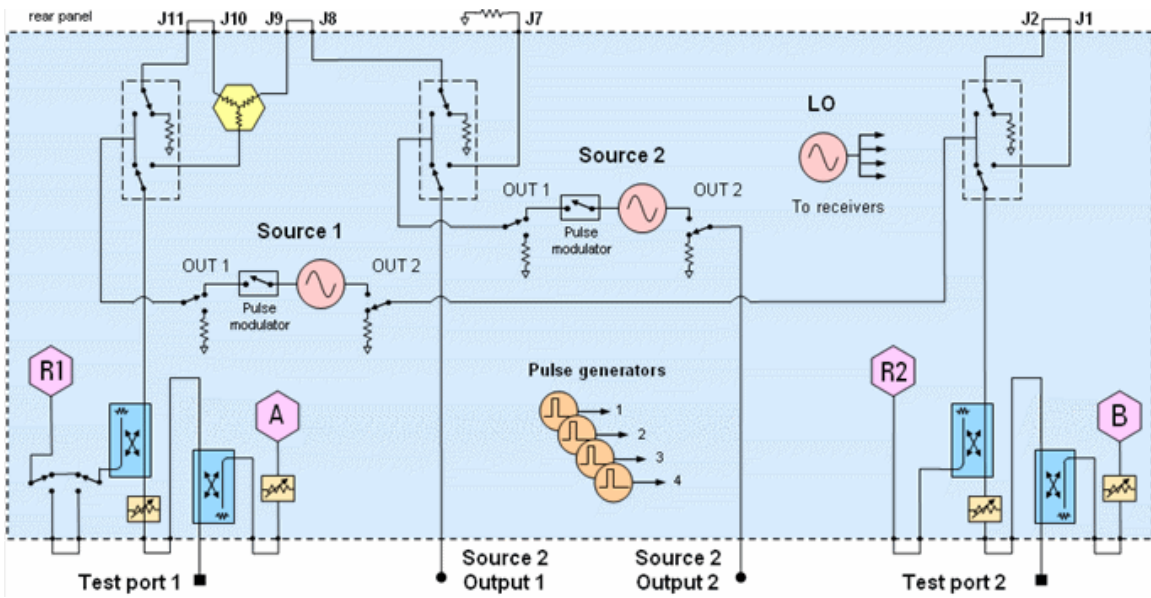 rear panel
J11
J10
J9
J8
J7
J2
J1
LO
To receivers
Source 2
OUT 1
OUT 2
Pulse
modulator
Source 1
OUT 1
OUT 2
Pulse
modulator
R1
A
Pulse generators
1
2
3
4
R2
B
Test port 1
Source 2
Output 1
Source 2
Output 2
Test port 2